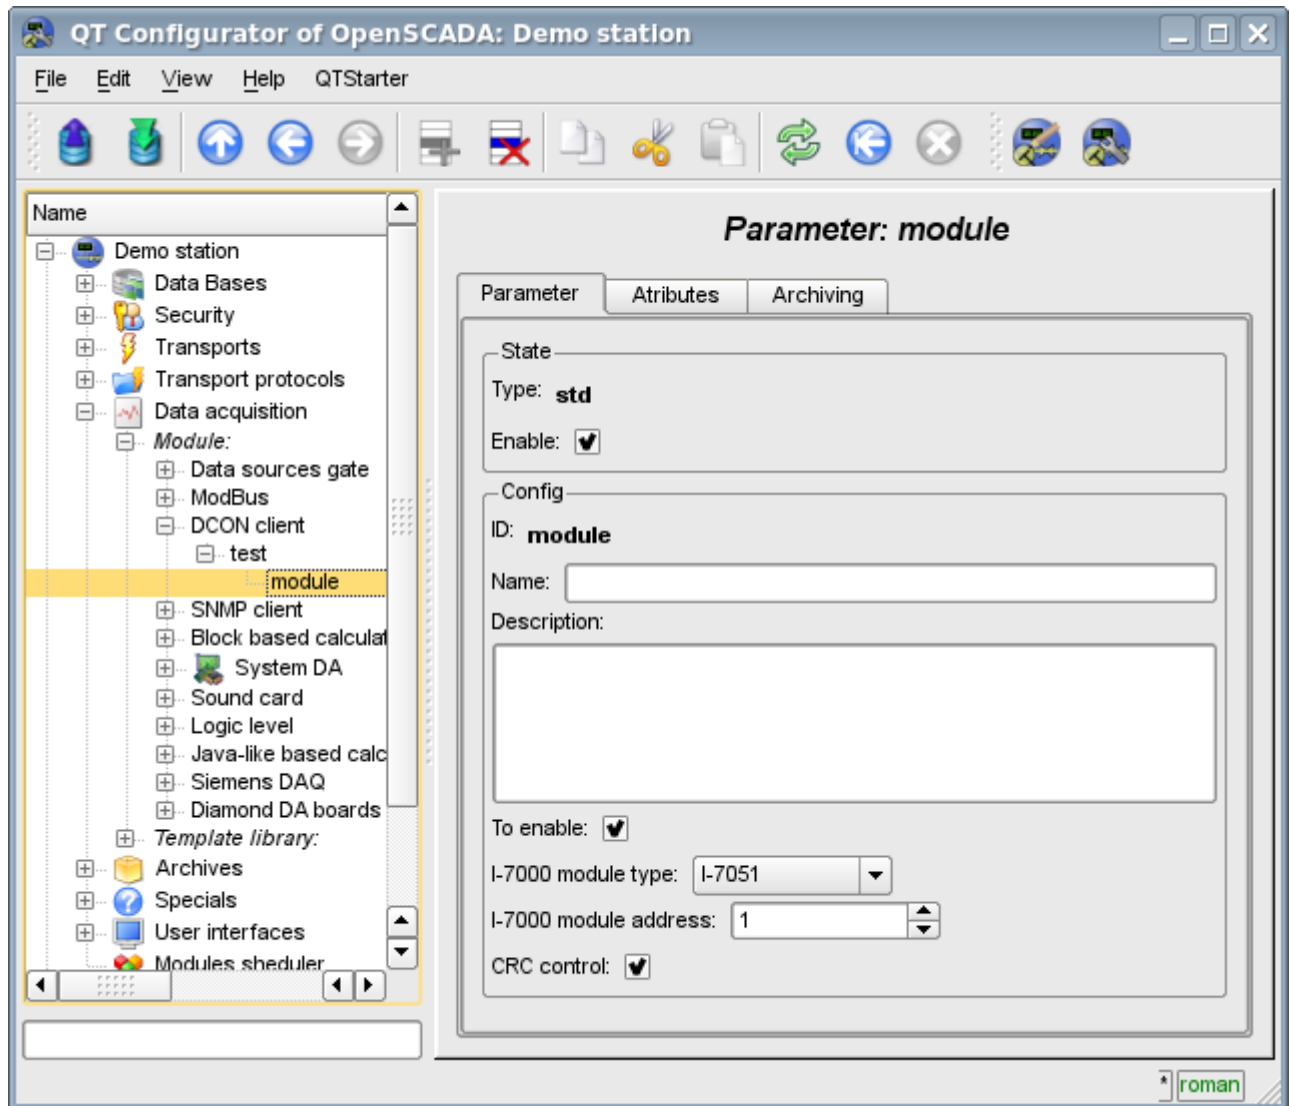 QT Configurator of OpenSCADA: Demo station
File Edit View Help QTStarter
Name
Demo station
Data Bases
Security
Transports
Transport protocols
Data acquisition
Module:
Data sources gate
ModBus
DCON client
test
module
SNMP client
Block based calculat
System DA
Sound card
Logic level
Java-like based calc
Siemens DAQ
Diamond DA boards
Template library:
Archives
Specials
User interfaces
Modules sheduler
Parameter: module
Parameter Atributes Archiving
State
Type: std
Enable:
Config
ID: module
Name:
Description:
To enable:
I-7000 module type: I-7051
I-7000 module address: 1
CRC control:
* roman